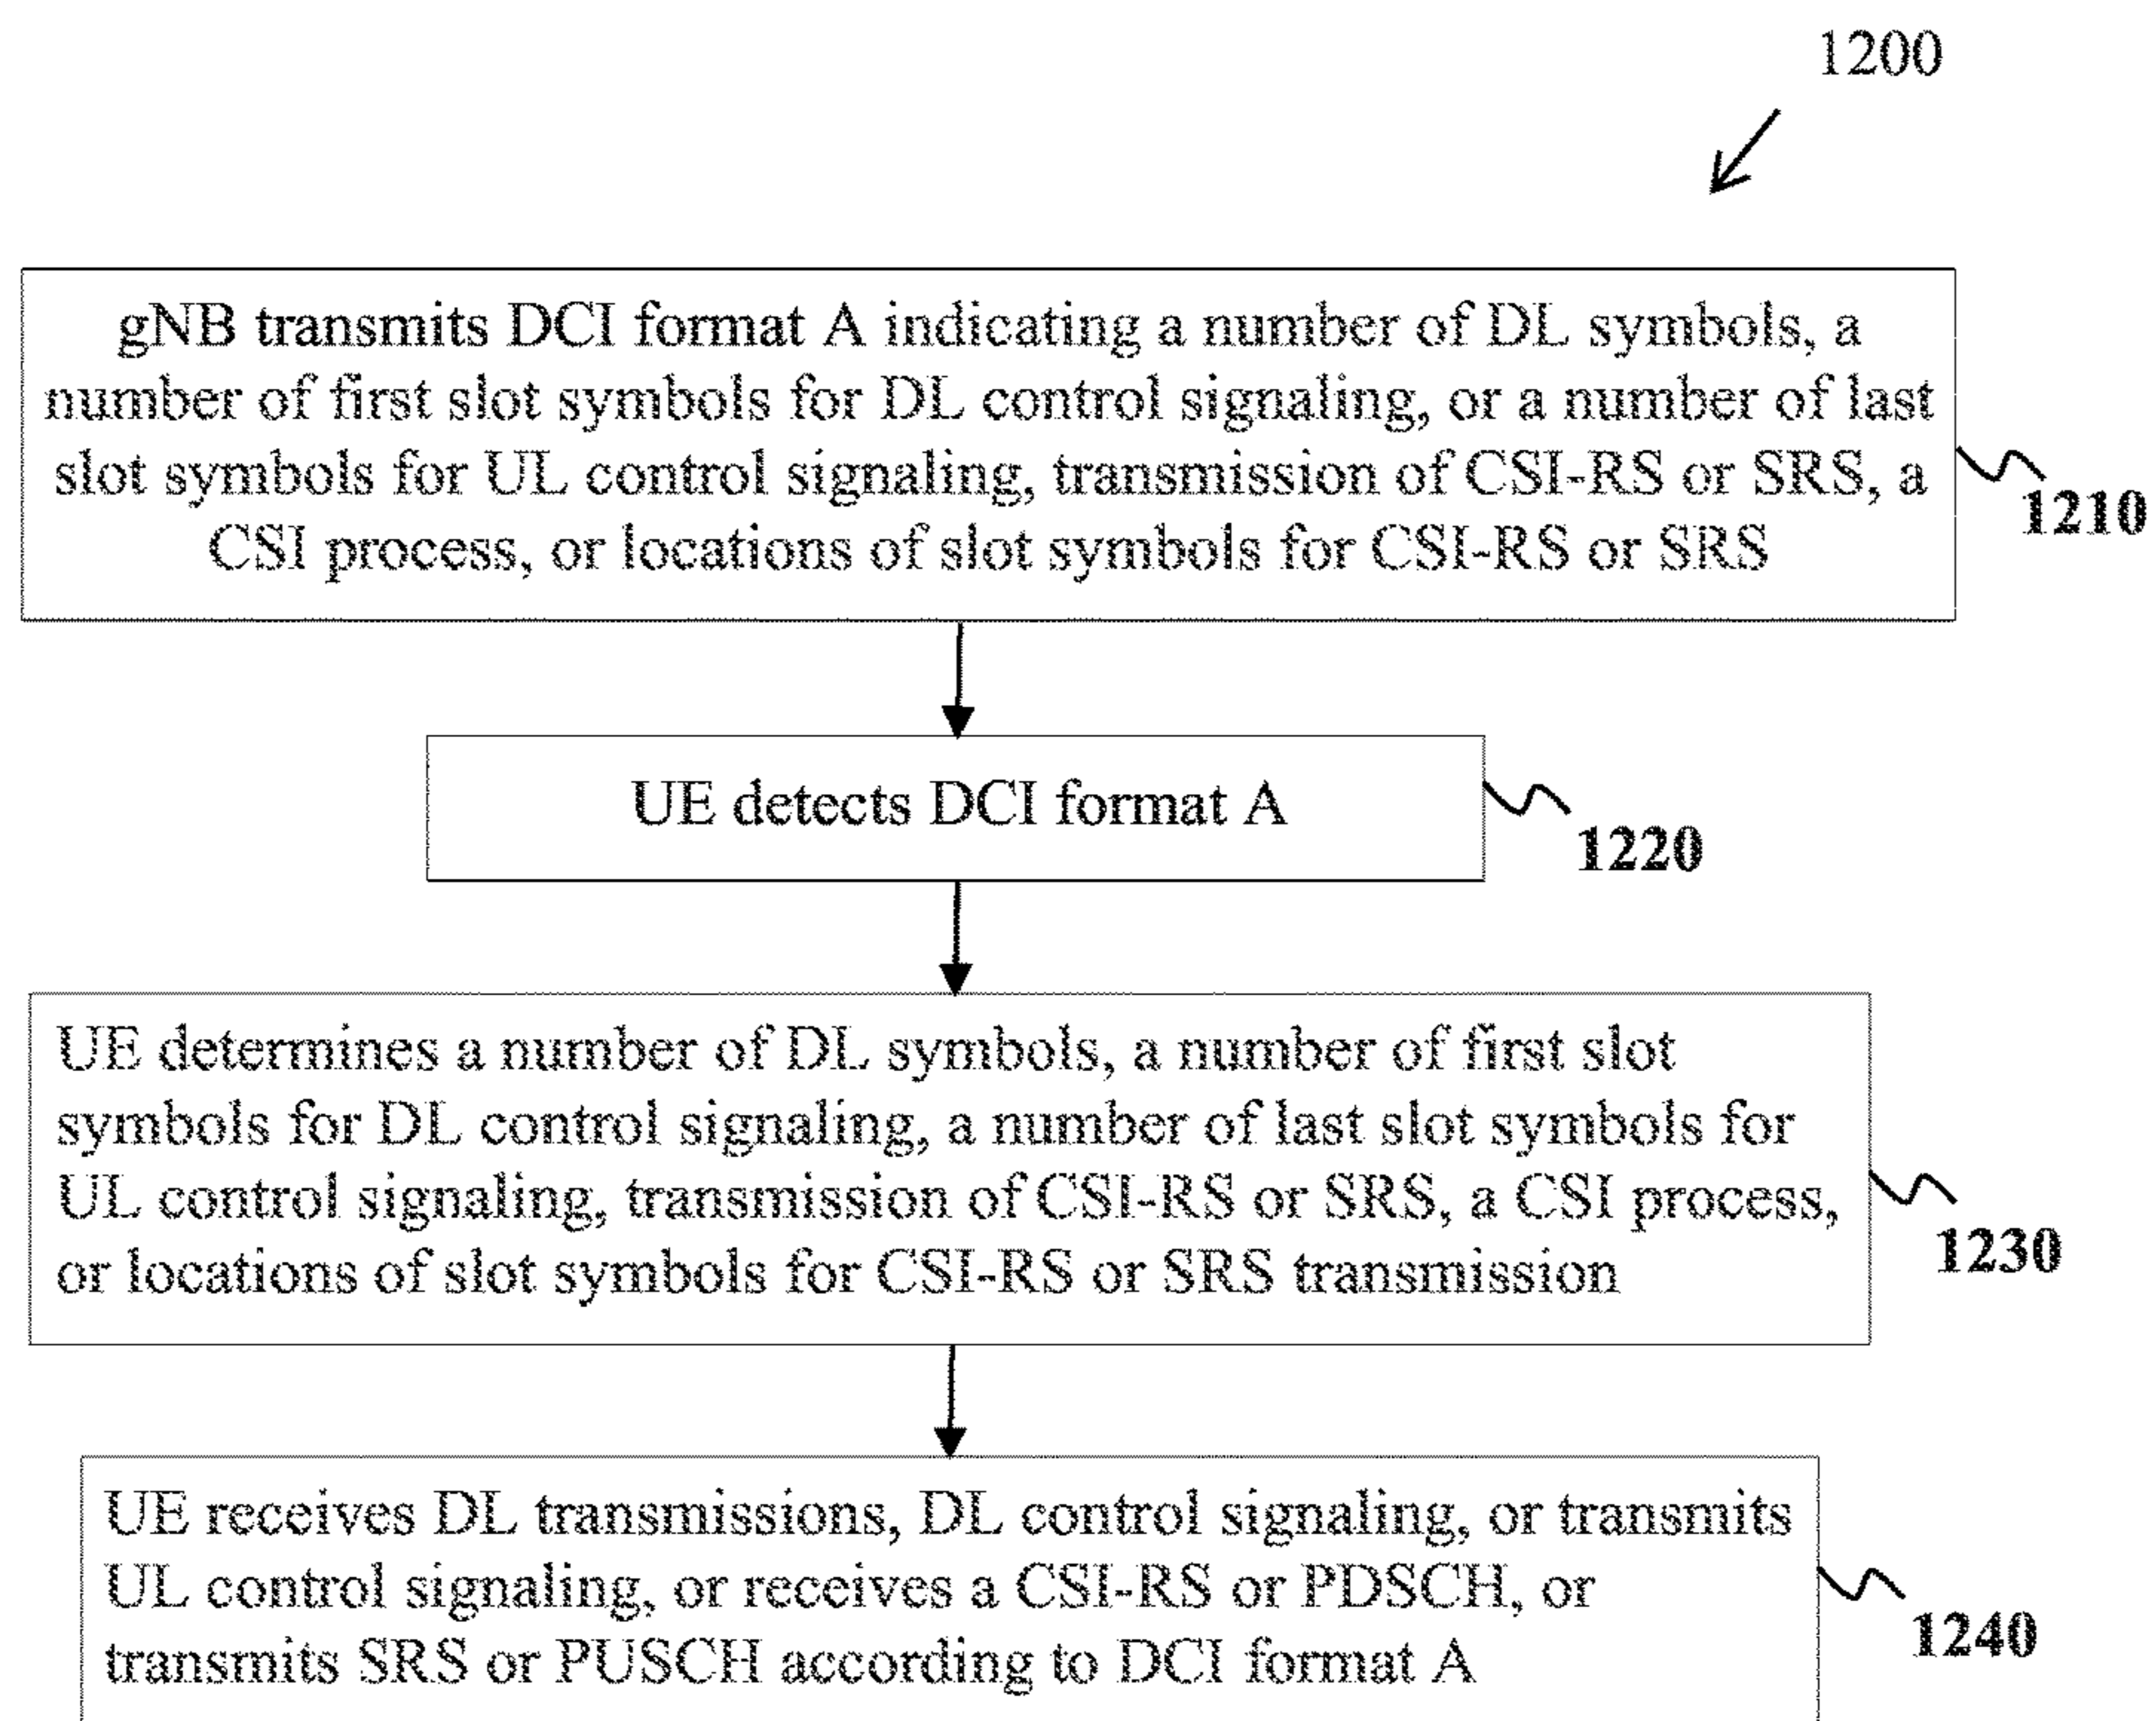 1200
gNB transmits DCI format A indicating a number of DL symbols, a
number of first slot symbols for DL control signaling, or a number of last
slot symbols for UL control signaling, transmission of CSI-RS or SRS, a
CSI process, or locations of slot symbols for CSI-RS or SRS
1210
UE detects DCI format A
1220
UE determines a number of DL symbols, a number of first slot
symbols for DL control signaling, a number of last slot symbols for
UL control signaling, transmission of CSI-RS or SRS, a CSI process,
or locations of slot symbols for CSI-RS or SRS transmission
1230
UE receives DL transmissions, DL control signaling, or transmits
UL control signaling, or receives a CSI-RS or PDSCH, or
transmits SRS or PUSCH according to DCI format A
1240